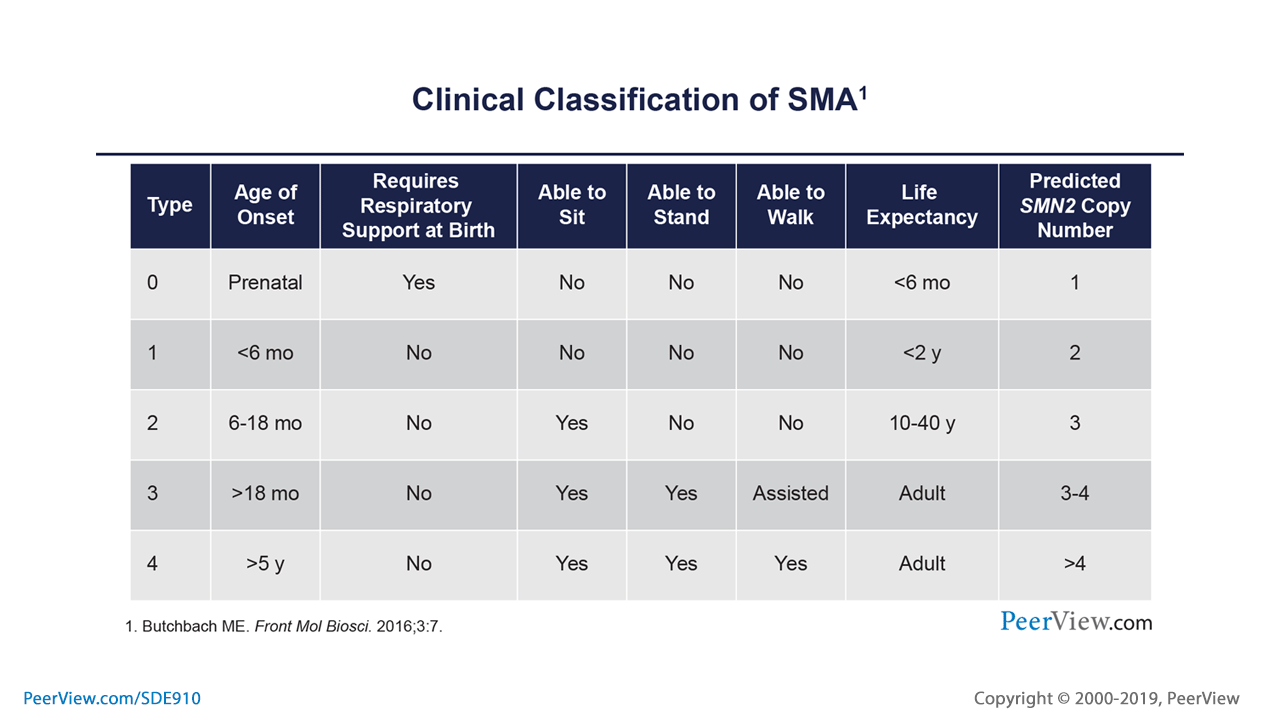 Clinical Classification of SMA1
Type
Age of
Onset
Requires
Respiratory
Support at Birth
Able to
Sit
Able to
Stand
Able to
Walk
Life
Expectancy
Predicted
SMN2 Copy
Number
0 Prenatal Yes No No No <6 mo 1
1 <6 mo No No No No <2 y 2
2 6-18 mo No Yes No No 10-40 y 3
3 >18 mo No Yes Yes Assisted Adult 3-4
4 >5 y No Yes Yes Yes Adult >4
1. Butchbach ME. Front Mol Biosci. 2016;3:7.
PeerView.com
PeerView.com/SDE910
Copyright © 2000-2019, PeerView